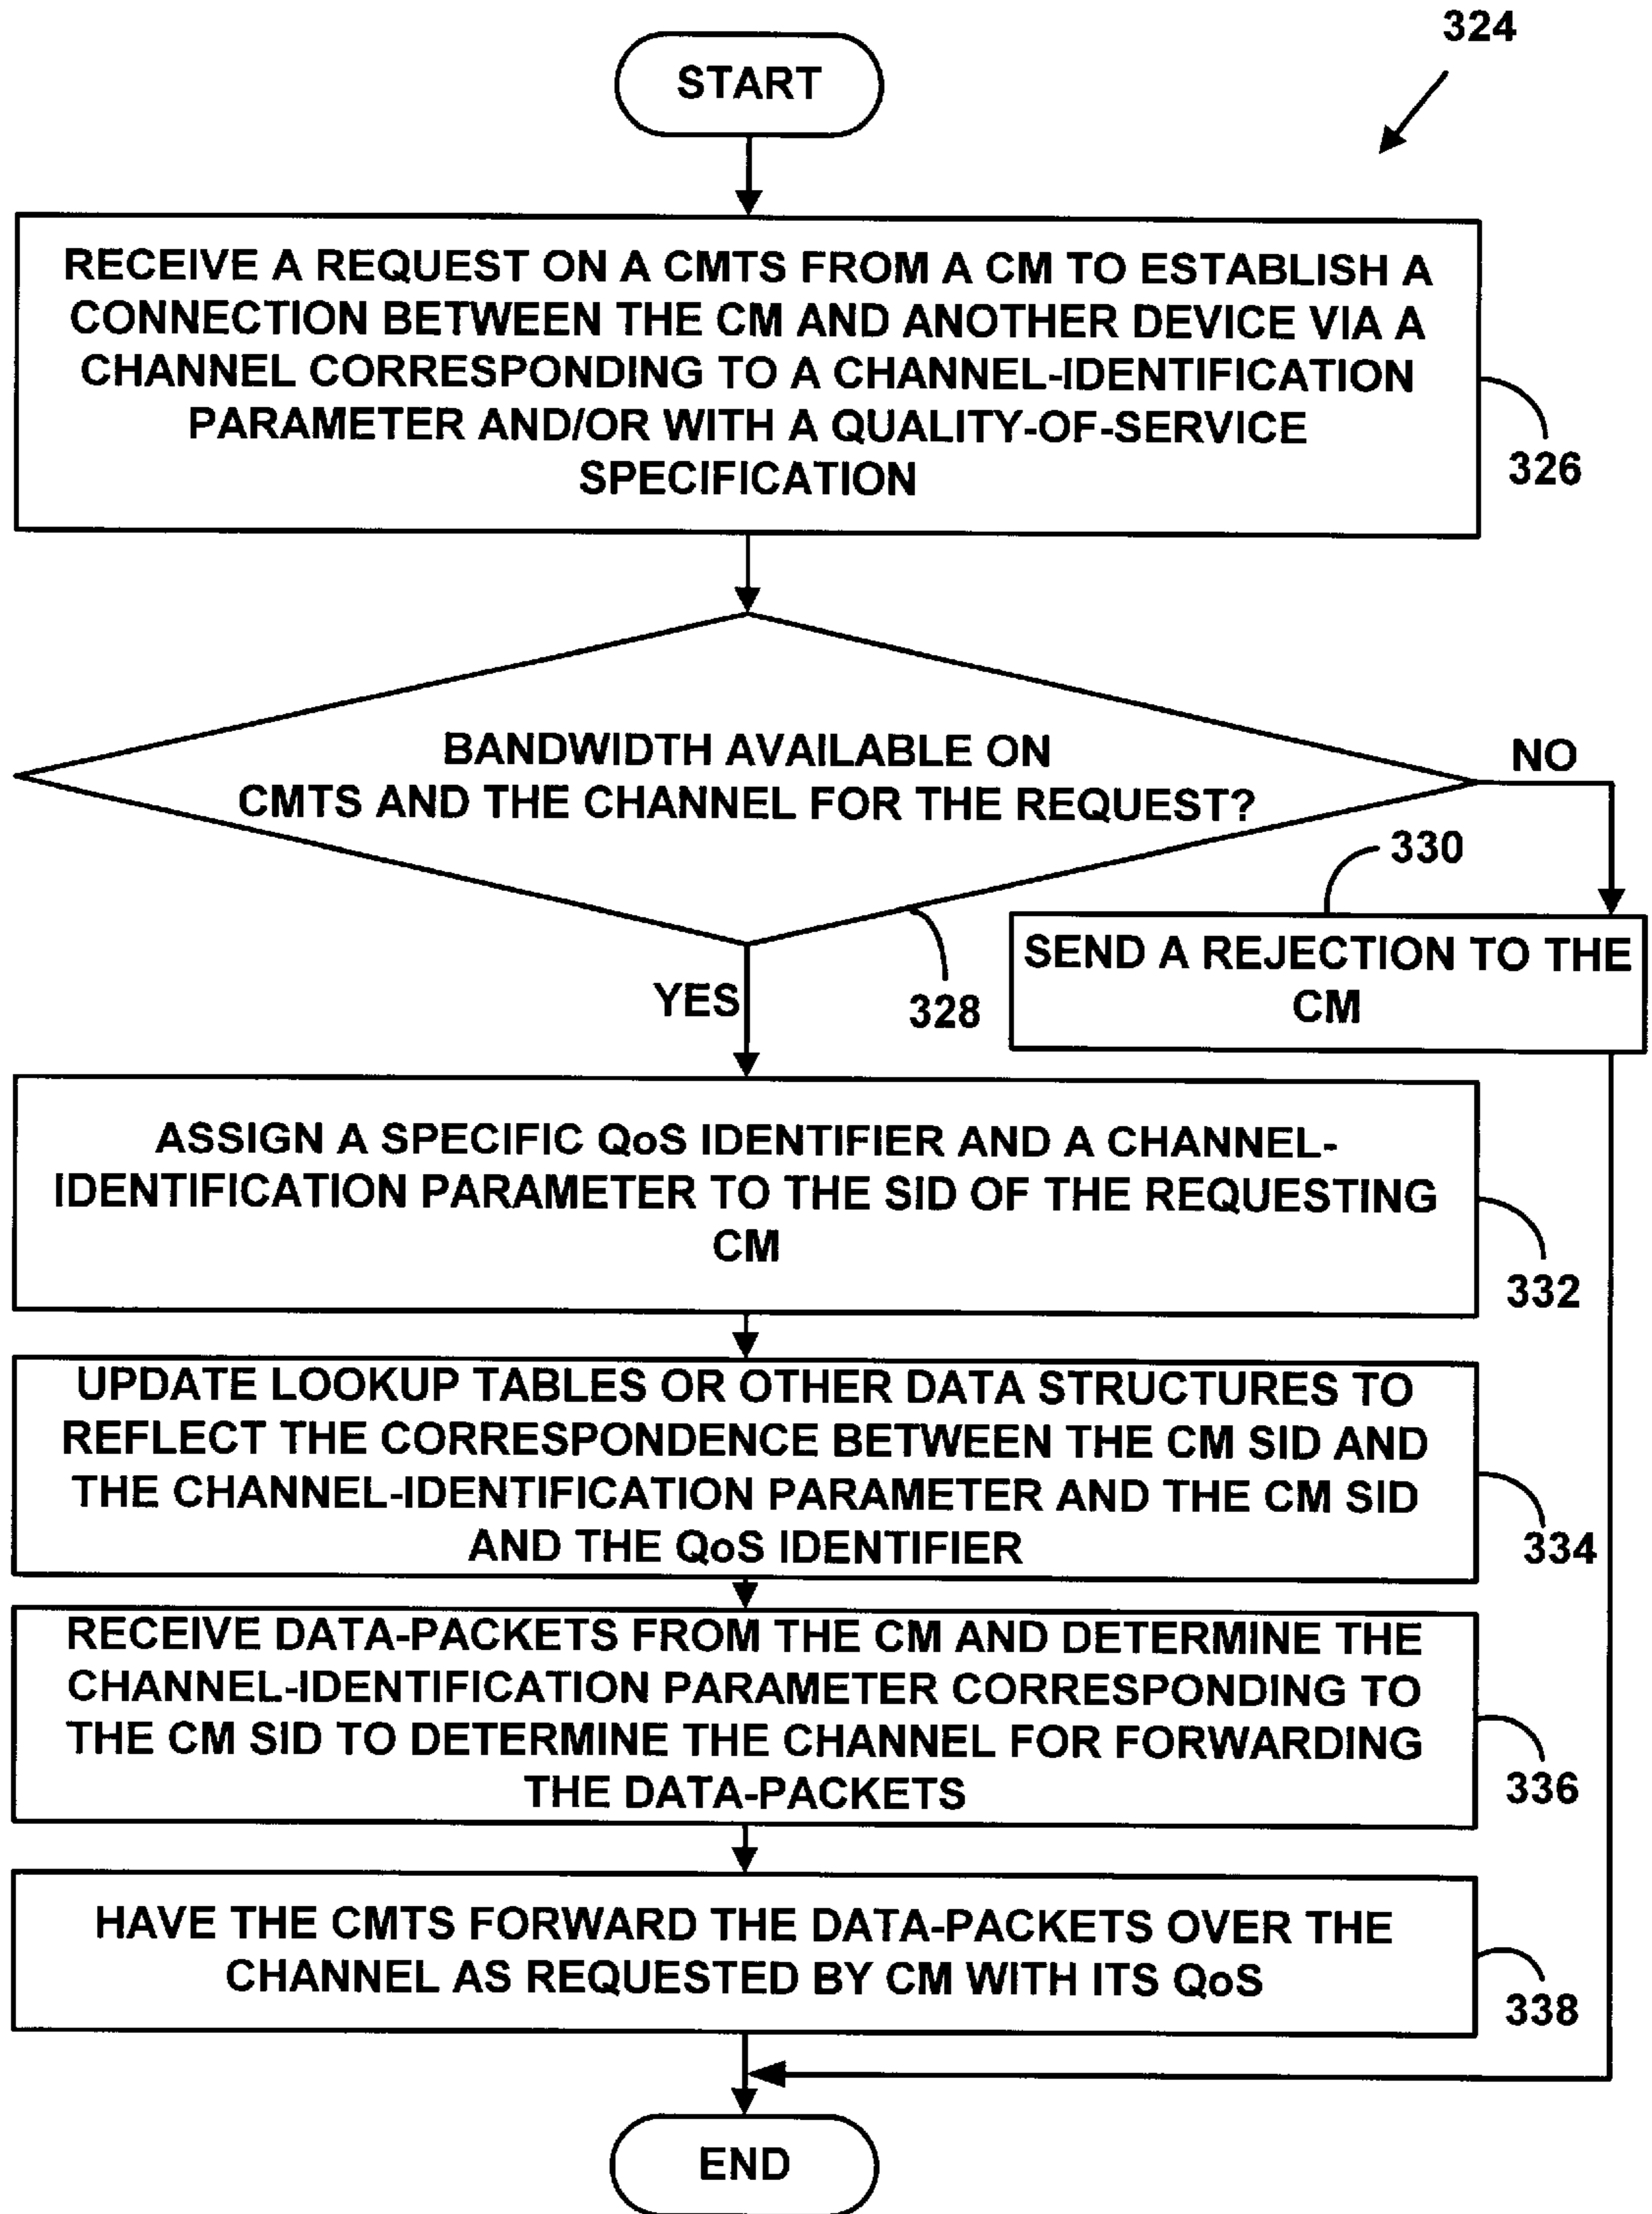 324
START
RECEIVE A REQUEST ON A CMTS FROM A CM TO ESTABLISH A
CONNECTION BETWEEN THE CM AND ANOTHER DEVICE VIA A
CHANNEL CORRESPONDING TO A CHANNEL-IDENTIFICATION
PARAMETER AND/OR WITH A QUALITY-OF-SERVICE
SPECIFICATION
326
BANDWIDTH AVAILABLE ON
CMTS AND THE CHANNEL FOR THE REQUEST?
NO
330
SEND A REJECTION TO THE
CM
YES
328
ASSIGN A SPECIFIC QoS IDENTIFIER AND A CHANNEL-
IDENTIFICATION PARAMETER TO THE SID OF THE REQUESTING
CM
332
UPDATE LOOKUP TABLES OR OTHER DATA STRUCTURES TO
REFLECT THE CORRESPONDENCE BETWEEN THE CM SID AND
THE CHANNEL-IDENTIFICATION PARAMETER AND THE CM SID
AND THE QoS IDENTIFIER
334
RECEIVE DATA-PACKETS FROM THE CM AND DETERMINE THE
CHANNEL-IDENTIFICATION PARAMETER CORRESPONDING TO
THE CM SID TO DETERMINE THE CHANNEL FOR FORWARDING
THE DATA-PACKETS
336
HAVE THE CMTS FORWARD THE DATA-PACKETS OVER THE
CHANNEL AS REQUESTED BY CM WITH ITS QoS
338
END